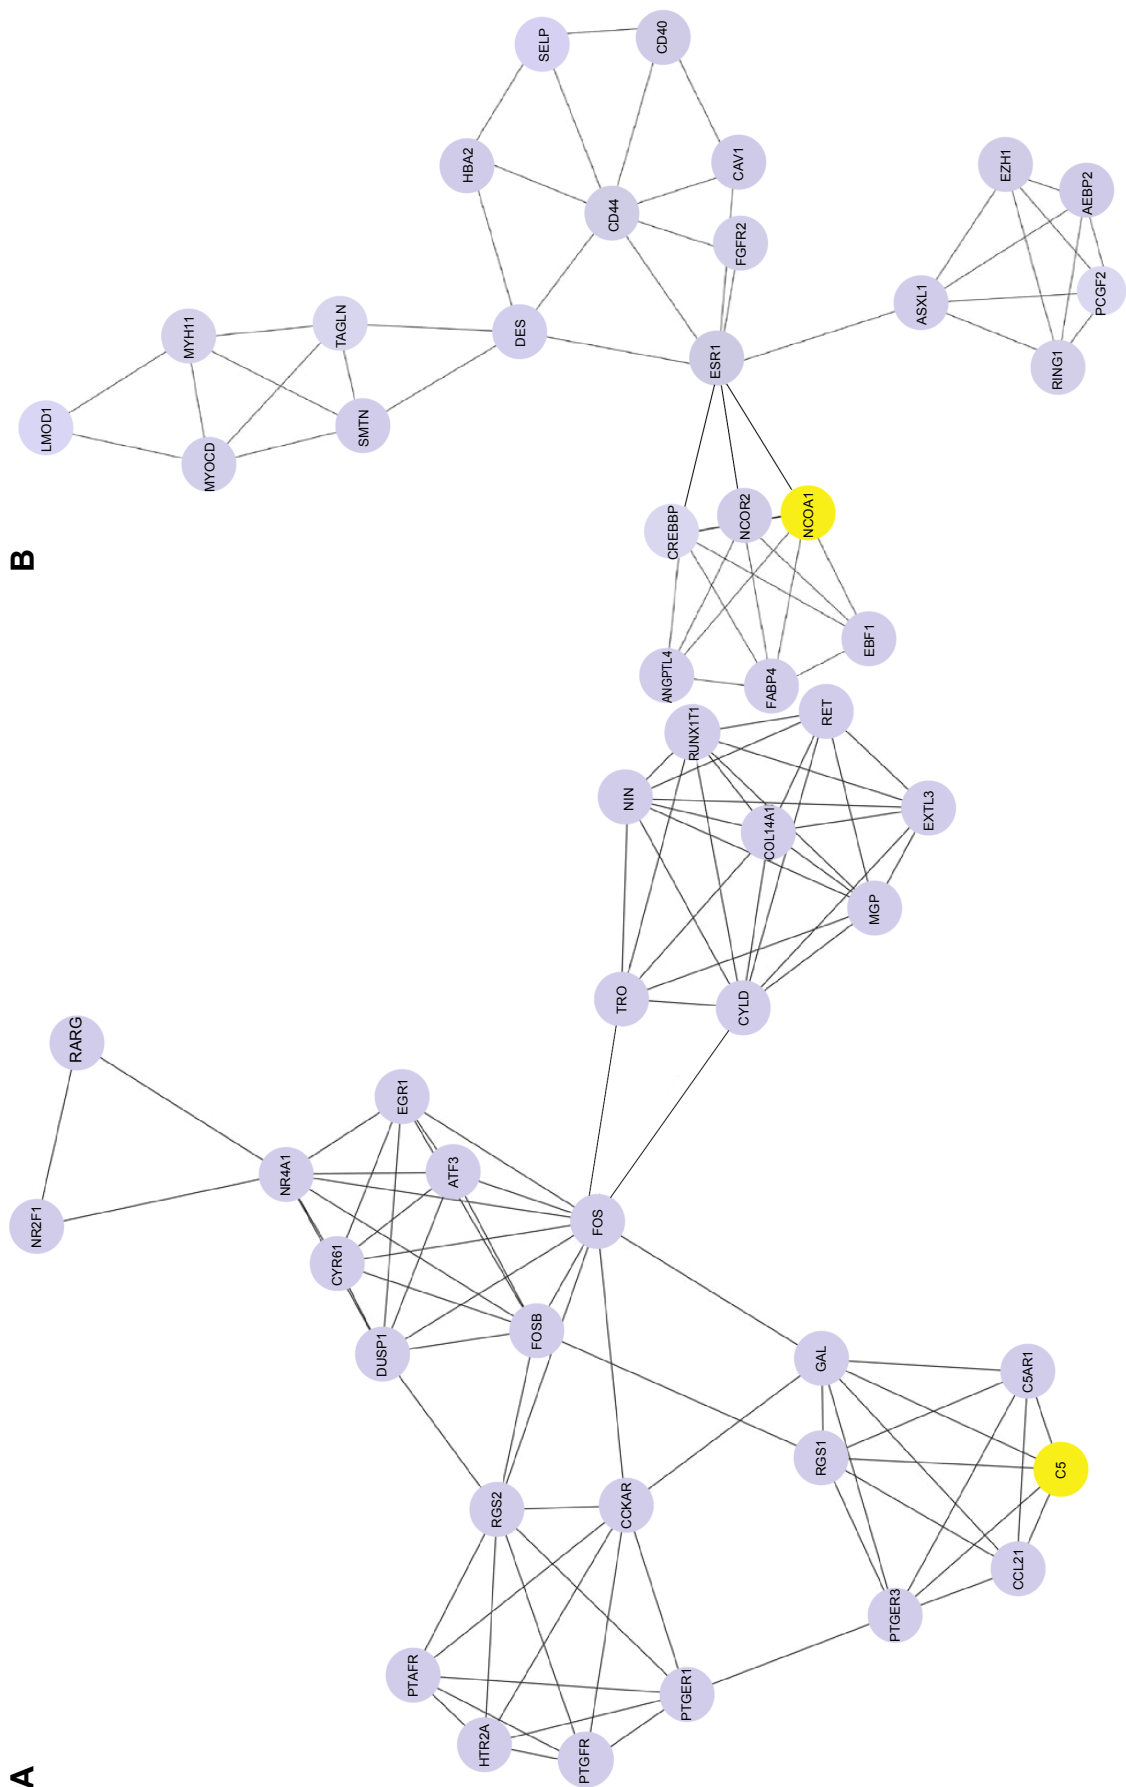 A
NR2F1
RARG
NR4A1
EGR1
CYR61
ATF3
DUSP1
FOSB
FOS
RGS2
CCKAR
PTAFR
HTR2A
PTGFR
PTGER1
GAL
RGS1
C5AR1
C5
CCL21
PTGER3
TRO
CYLD
NIN
RUNX1T1
COL14A1
RET
EXTL3
MGP
B
LMOD1
MYH11
TAGLN
MYOCD
SMTN
DES
HBA2
SELP
CD40
CD44
CAV1
FGFR2
ESR1
CREBBP
NCOR2
NCOA1
ANGPTL4
FABP4
EBF1
ASXL1
EZH1
AEBP2
PCGF2
RING1